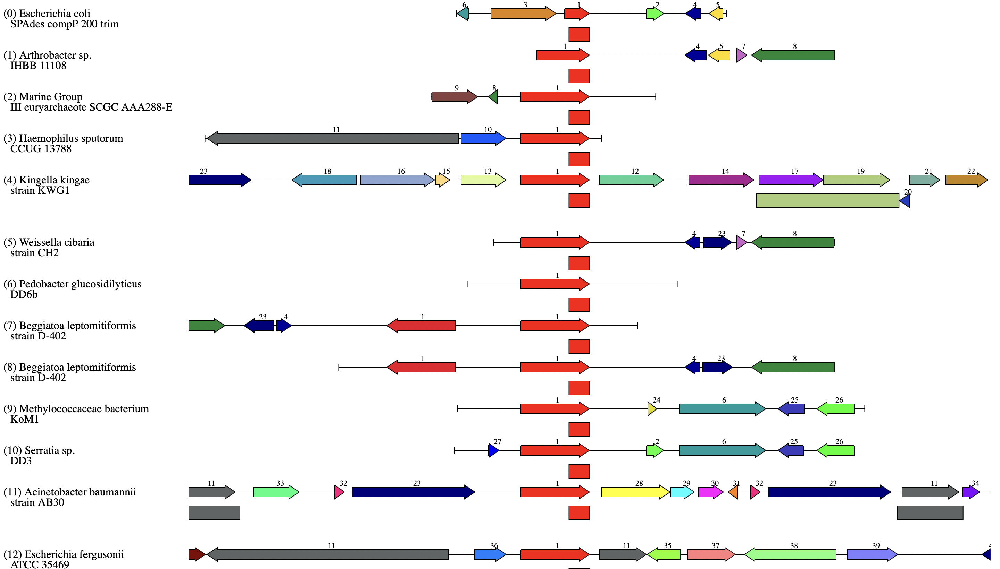 6 3 1 2 4 5
(0) Escherichia coli
SPAdes compP 200 trim
1 4 5 7 8
(1) Arthrobacter sp.
IHBB 11108
9 8 1
(2) Marine Group
III euryarchaeote SCGC AAA288-E
11 10 1
(3) Haemophilus sputorum
CCUG 13788
23 18 16 15 13 1 12 14 17 19 21 22
(4) Kingella kingae
strain KWG1
20
1 4 23 7 8
(5) Weissella cibaria
strain CH2
1
(6) Pedobacter glucosidilyticus
DD6b
23 4 1 1
(7) Beggiatoa leptomitiformis
strain D-402
1 1 4 23 8
(8) Beggiatoa leptomitiformis
strain D-402
1 24 6 25 26
(9) Methylococcaceae bacterium
KoM1
27 1 2 6 25 26
(10) Serratia sp.
DD3
11 33 32 23 1 28 29 30 31 32 23 11 34
(11) Acinetobacter baumannii
strain AB30
11 36 1 11 35 37 38 39
(12) Escherichia fergusonii
ATCC 35469